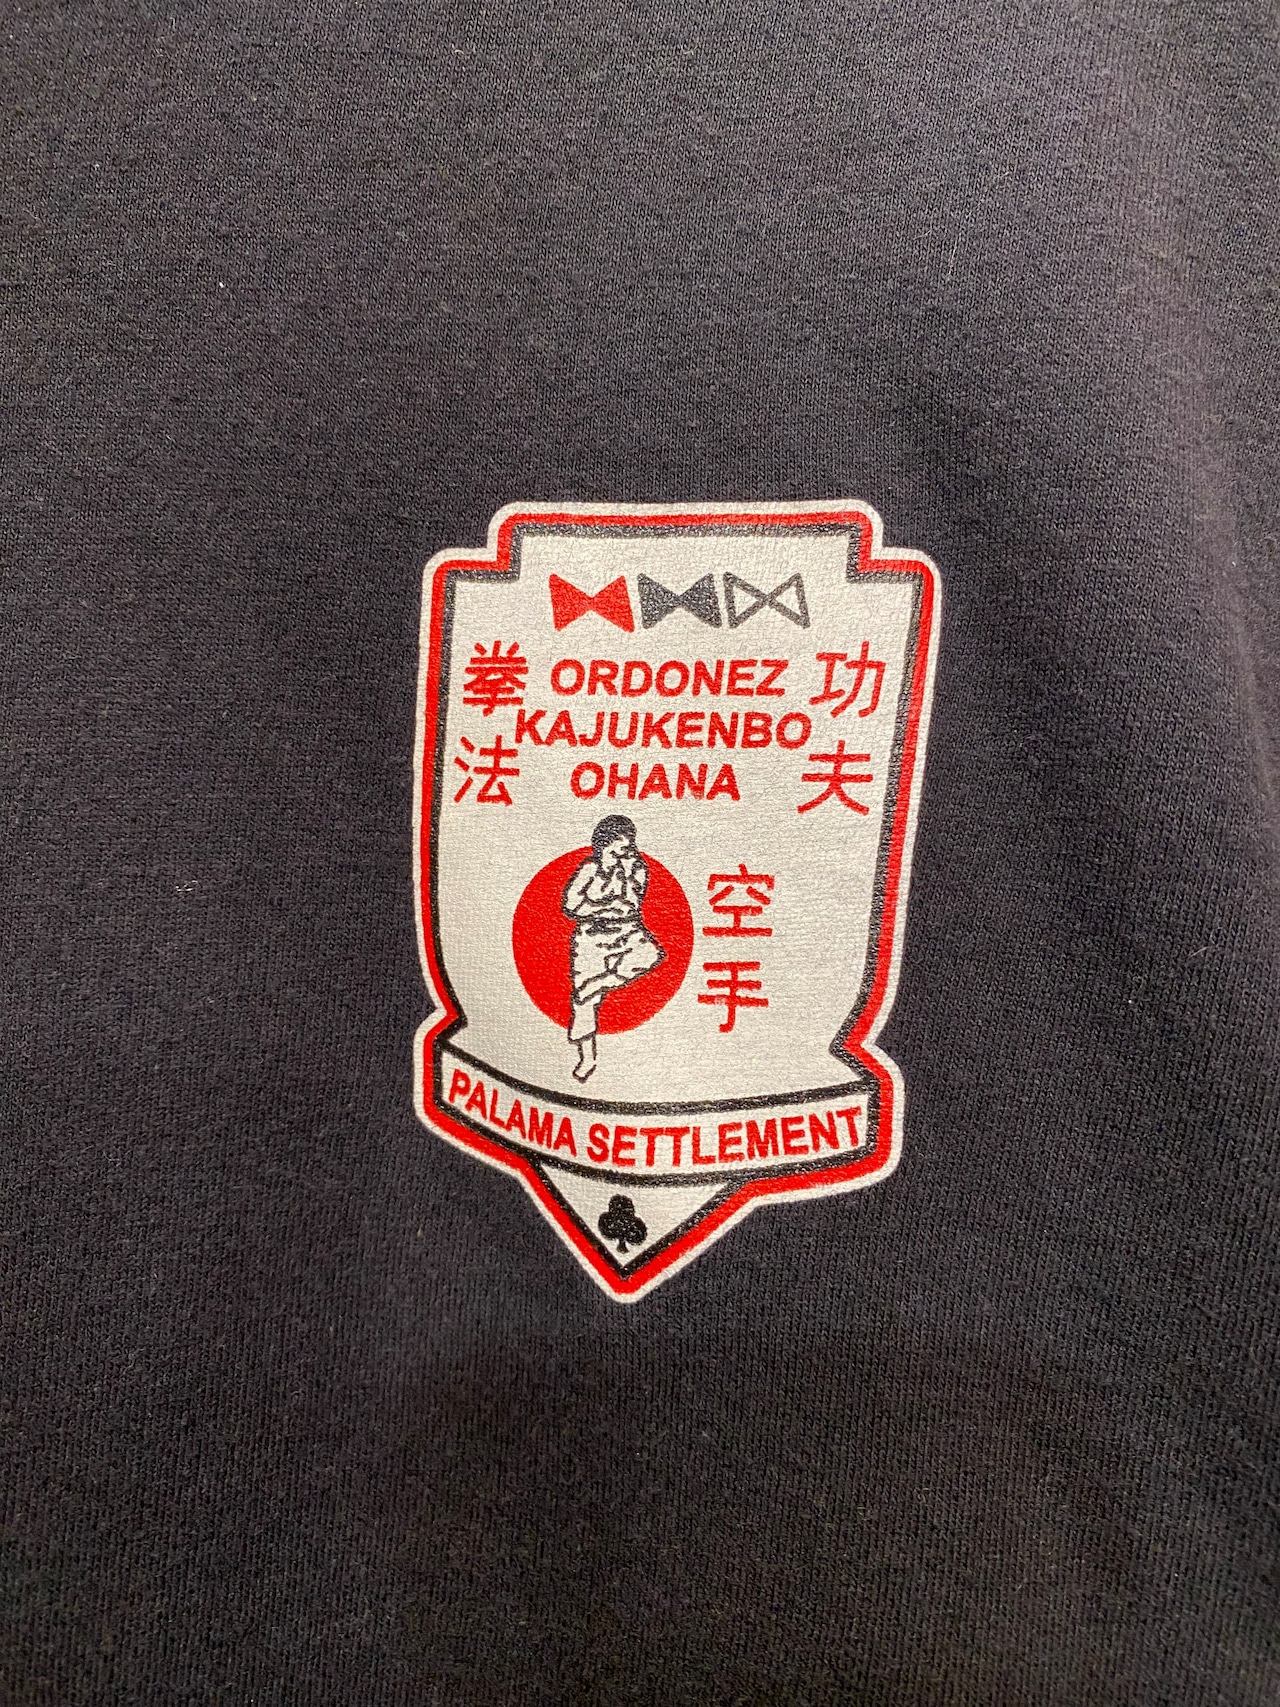 ORDONEZ
KAJUKENBO
OHANA
拳法
功夫
空手
PALAMA SETTLEMENT